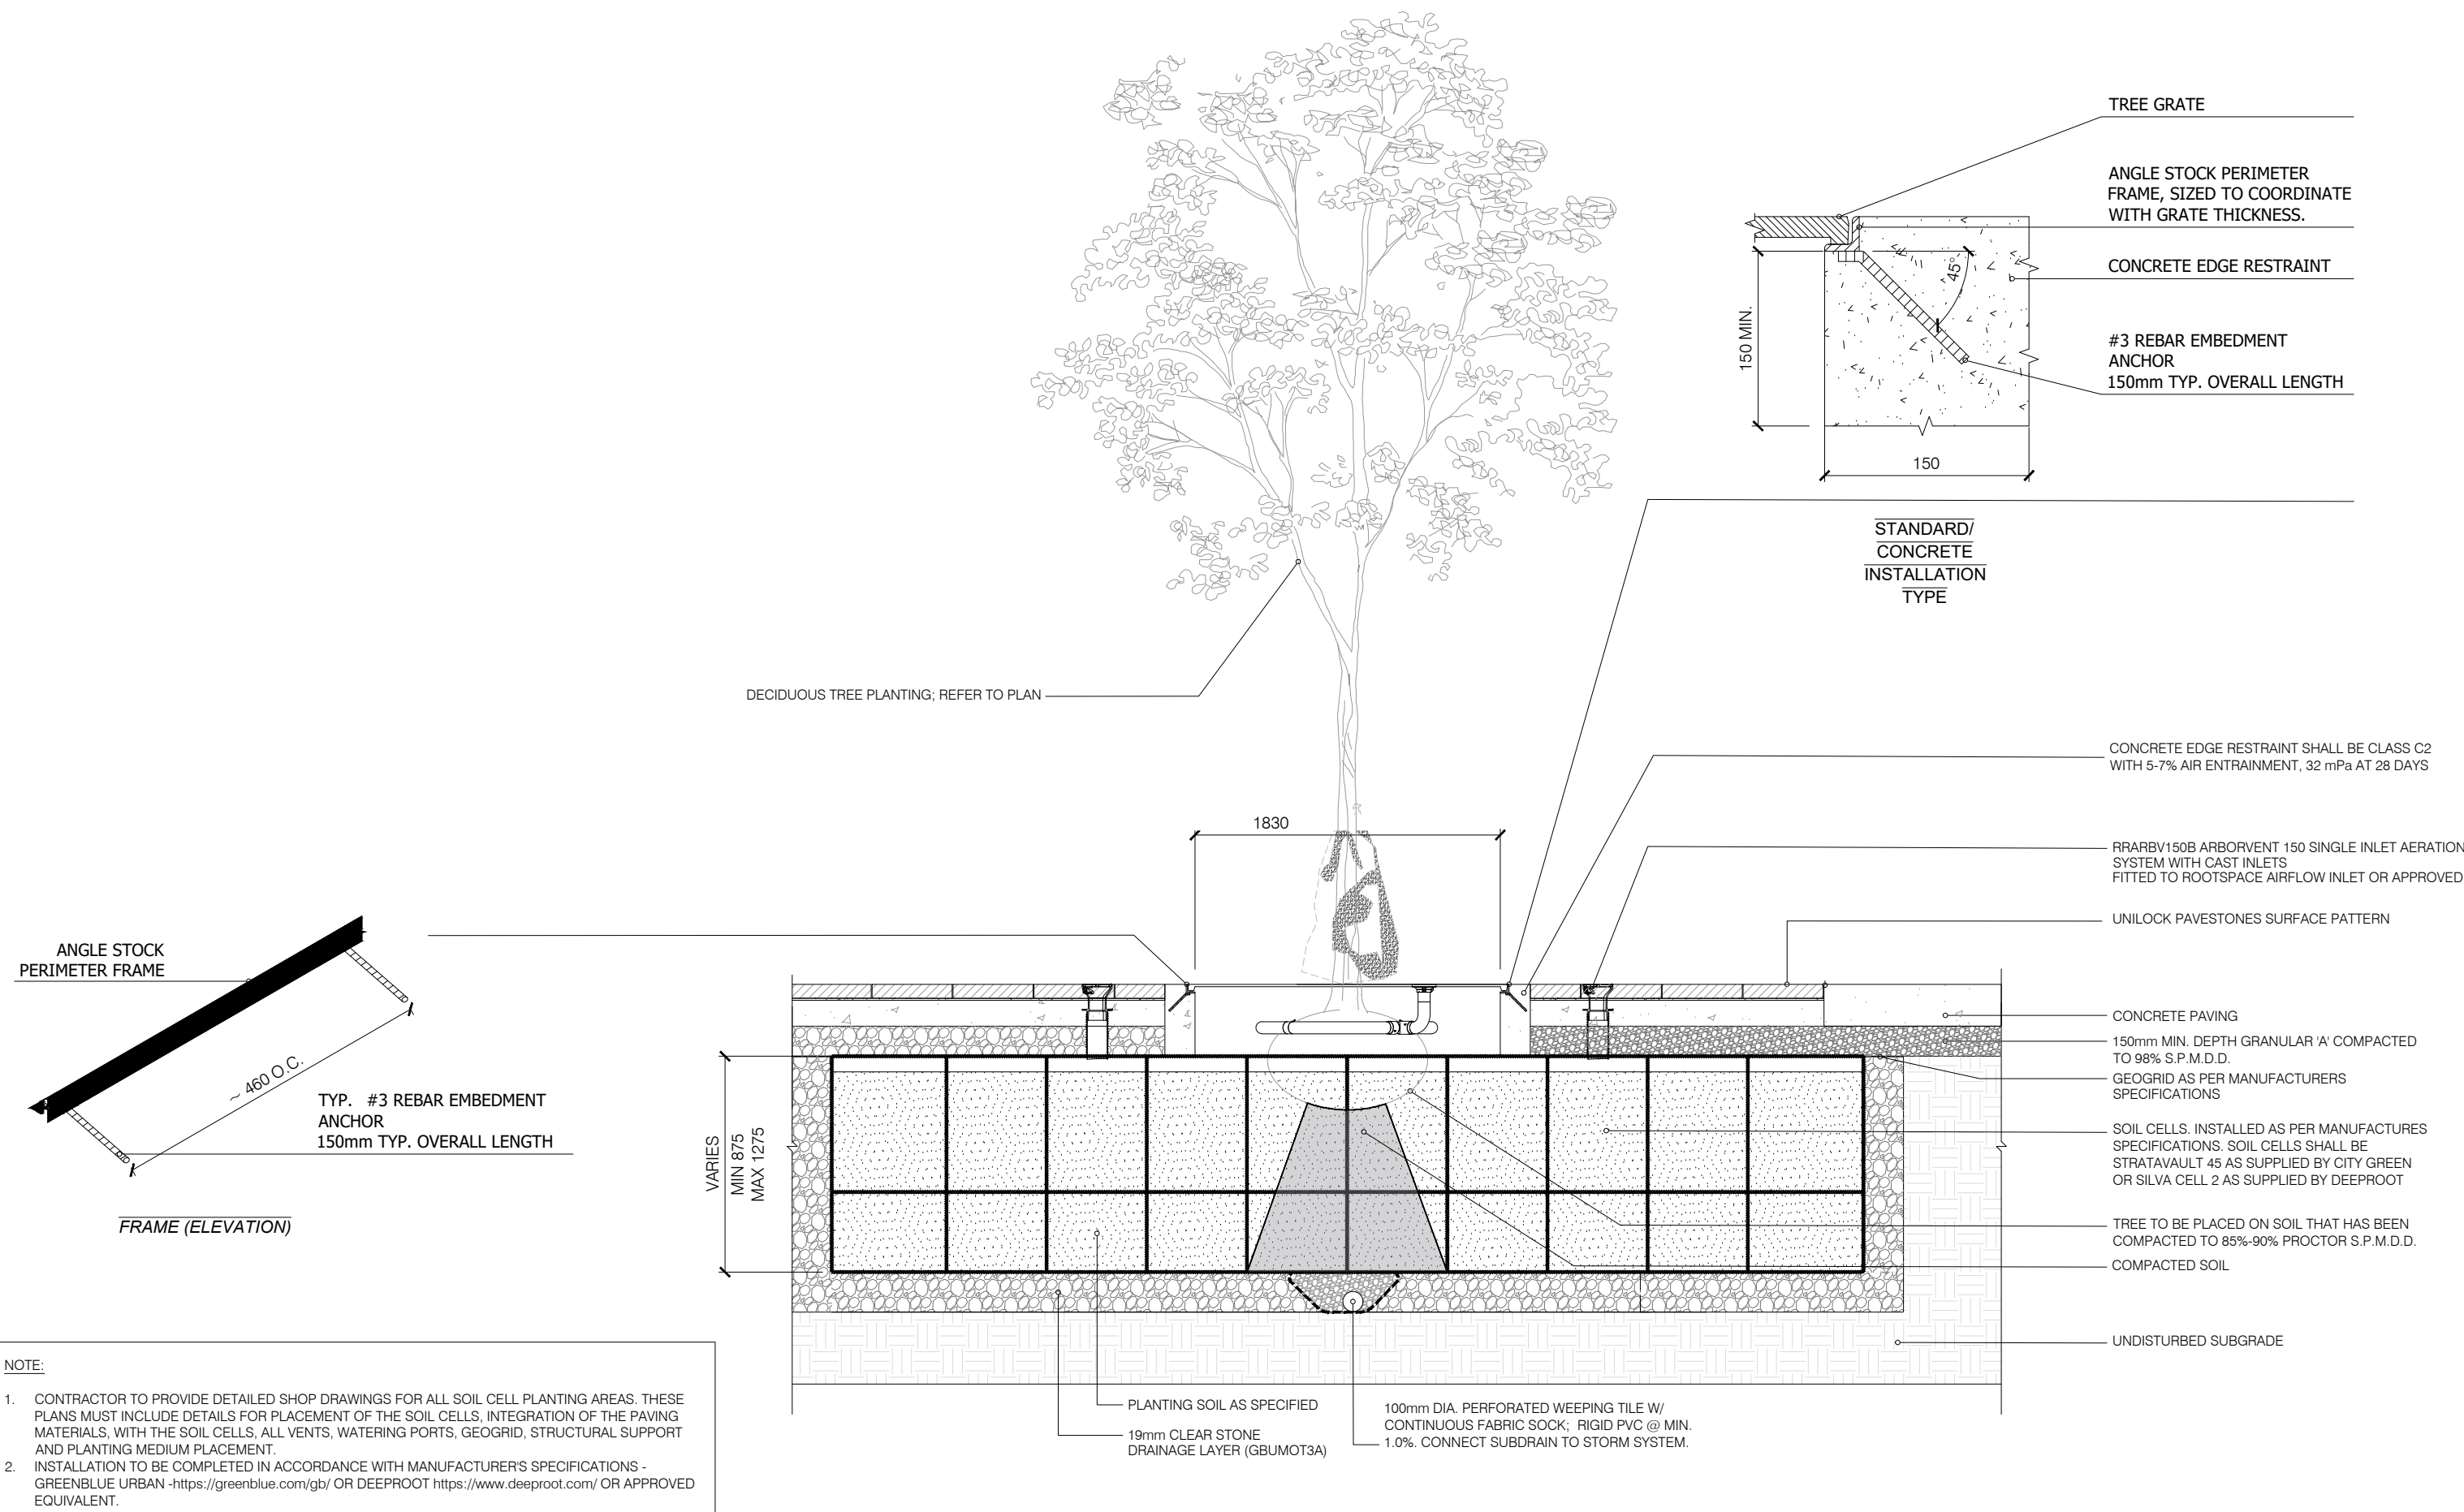 TREE GRATE
ANGLE STOCK PERIMETER
FRAME, SIZED TO COORDINATE
WITH GRATE THICKNESS.
CONCRETE EDGE RESTRAINT
#3 REBAR EMBEDMENT
ANCHOR
150mm TYP. OVERALL LENGTH
45°
150 MIN.
150
STANDARD/
CONCRETE
INSTALLATION
TYPE
DECIDUOUS TREE PLANTING; REFER TO PLAN
CONCRETE EDGE RESTRAINT SHALL BE CLASS C2
WITH 5-7% AIR ENTRAINMENT, 32 mPa AT 28 DAYS
1830
RRARBV150B ARBORVENT 150 SINGLE INLET AERATION
SYSTEM WITH CAST INLETS
FITTED TO ROOTSPACE AIRFLOW INLET OR APPROVED
UNILOCK PAVESTONES SURFACE PATTERN
ANGLE STOCK
PERIMETER FRAME
~ 460 O.C.
TYP. #3 REBAR EMBEDMENT
ANCHOR
150mm TYP. OVERALL LENGTH
FRAME (ELEVATION)
VARIES
MIN 875
MAX 1275
CONCRETE PAVING
150mm MIN. DEPTH GRANULAR 'A' COMPACTED
TO 98% S.P.M.D.D.
GEOGRID AS PER MANUFACTURERS
SPECIFICATIONS
SOIL CELLS. INSTALLED AS PER MANUFACTURES
SPECIFICATIONS. SOIL CELLS SHALL BE
STRATAVAULT 45 AS SUPPLIED BY CITY GREEN
OR SILVA CELL 2 AS SUPPLIED BY DEEPROOT
TREE TO BE PLACED ON SOIL THAT HAS BEEN
COMPACTED TO 85%-90% PROCTOR S.P.M.D.D.
COMPACTED SOIL
UNDISTURBED SUBGRADE
PLANTING SOIL AS SPECIFIED
19mm CLEAR STONE
DRAINAGE LAYER (GBUMOT3A)
100mm DIA. PERFORATED WEEPING TILE W/
CONTINUOUS FABRIC SOCK; RIGID PVC @ MIN.
1.0%. CONNECT SUBDRAIN TO STORM SYSTEM.
NOTE:
1. CONTRACTOR TO PROVIDE DETAILED SHOP DRAWINGS FOR ALL SOIL CELL PLANTING AREAS. THESE
PLANS MUST INCLUDE DETAILS FOR PLACEMENT OF THE SOIL CELLS, INTEGRATION OF THE PAVING
MATERIALS, WITH THE SOIL CELLS, ALL VENTS, WATERING PORTS, GEOGRID, STRUCTURAL SUPPORT
AND PLANTING MEDIUM PLACEMENT.
2. INSTALLATION TO BE COMPLETED IN ACCORDANCE WITH MANUFACTURER'S SPECIFICATIONS -
GREENBLUE URBAN -https://greenblue.com/gb/ OR DEEPROOT https://www.deeproot.com/ OR APPROVED
EQUIVALENT.